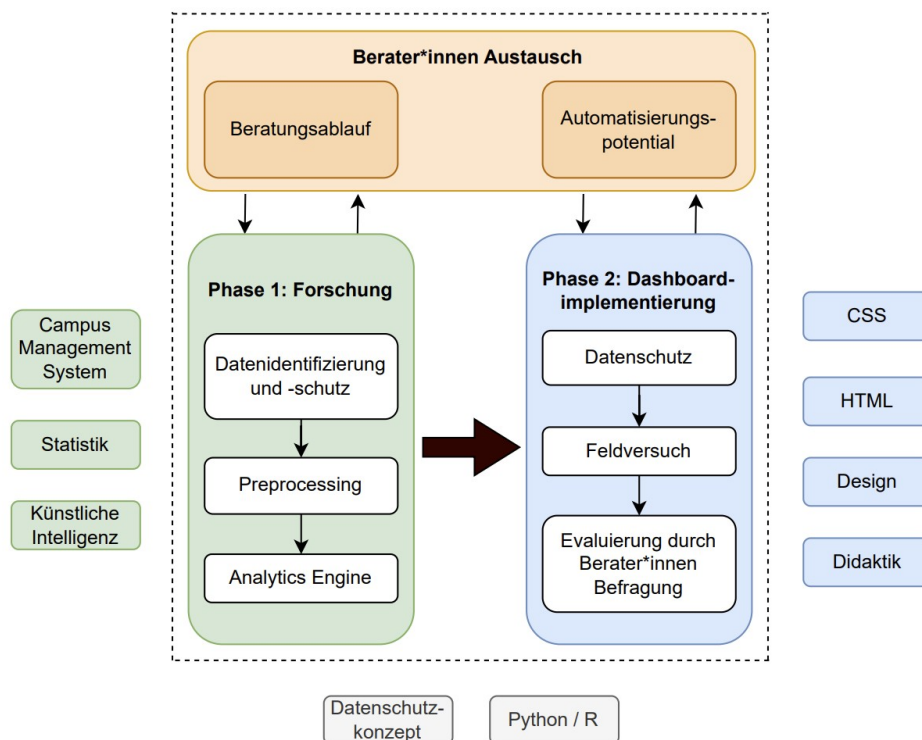 Berater*innen Austausch
Beratungsablauf
Automatisierungs-
potential
Phase 1: Forschung
Datenidentifizierung
und -schutz
Preprocessing
Analytics Engine
Phase 2: Dashboard-
implementierung
Datenschutz
Feldversuch
Evaluierung durch
Berater*innen
Befragung
Campus
Management
System
Statistik
Künstliche
Intelligenz
CSS
HTML
Design
Didaktik
Datenschutz-
konzept
Python / R